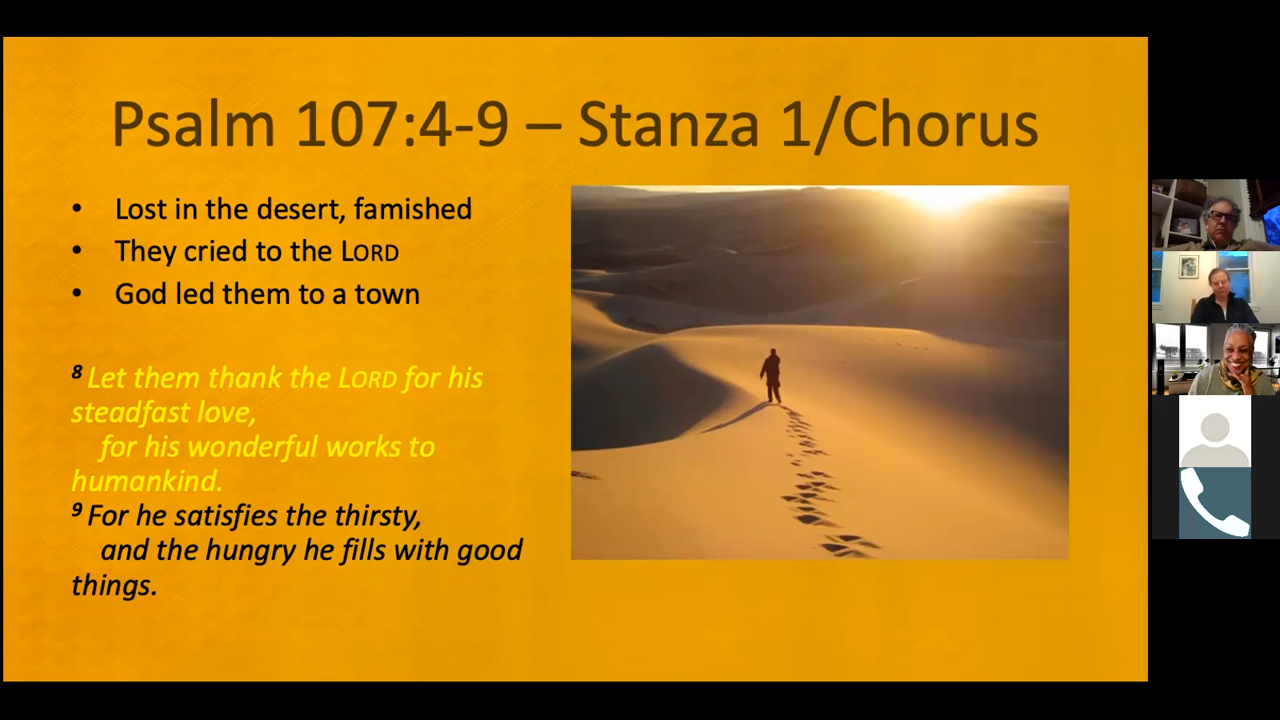 Psalm 107:4-9 – Stanza 1/Chorus
• Lost in the desert, famished
• They cried to the LORD
• God led them to a town
8 Let them thank the LORD for his
steadfast love,
for his wonderful works to
humankind.
9 For he satisfies the thirsty,
and the hungry he fills with good
things.